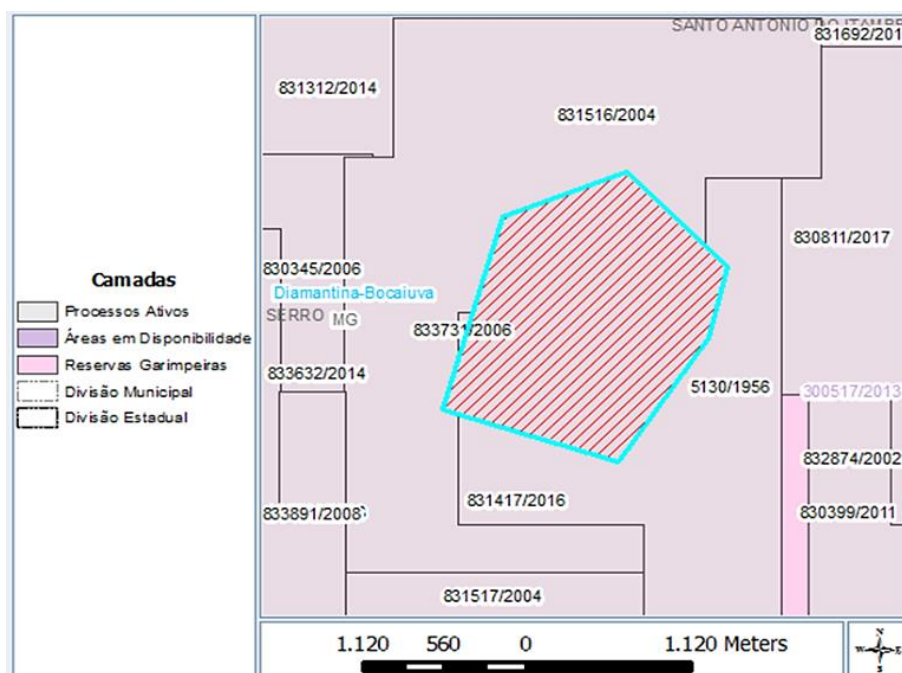 Camadas
Processos Ativos
Áreas em Disponibilidade
Reservas Garimpeiras
Divisão Municipal
Divisão Estadual
831692/201
831312/2014
831516/2004
830811/2017
830345/2006
Diamantina-Bocaiuva
SERRO MG
833731/2006
833632/2014
5130/1956
300517/2013
832874/2002
831417/2016
833891/2008
830399/2011
831517/2004
1.120 560 0 1.120 Meters
N
W E
S